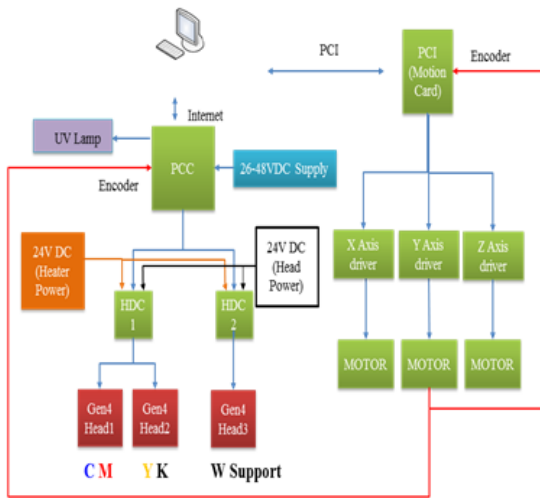 PCI
PCI
(Motion
Card)
Encoder
Internet
UV Lamp
PCC
26-48VDC Supply
Encoder
24V DC
(Heater
Power)
24V DC
(Head
Power)
X Axis
driver
Y Axis
driver
Z Axis
driver
HDC
1
HDC
2
MOTOR
MOTOR
MOTOR
Gen4
Head1
Gen4
Head2
Gen4
Head3
C M
Y K
W Support